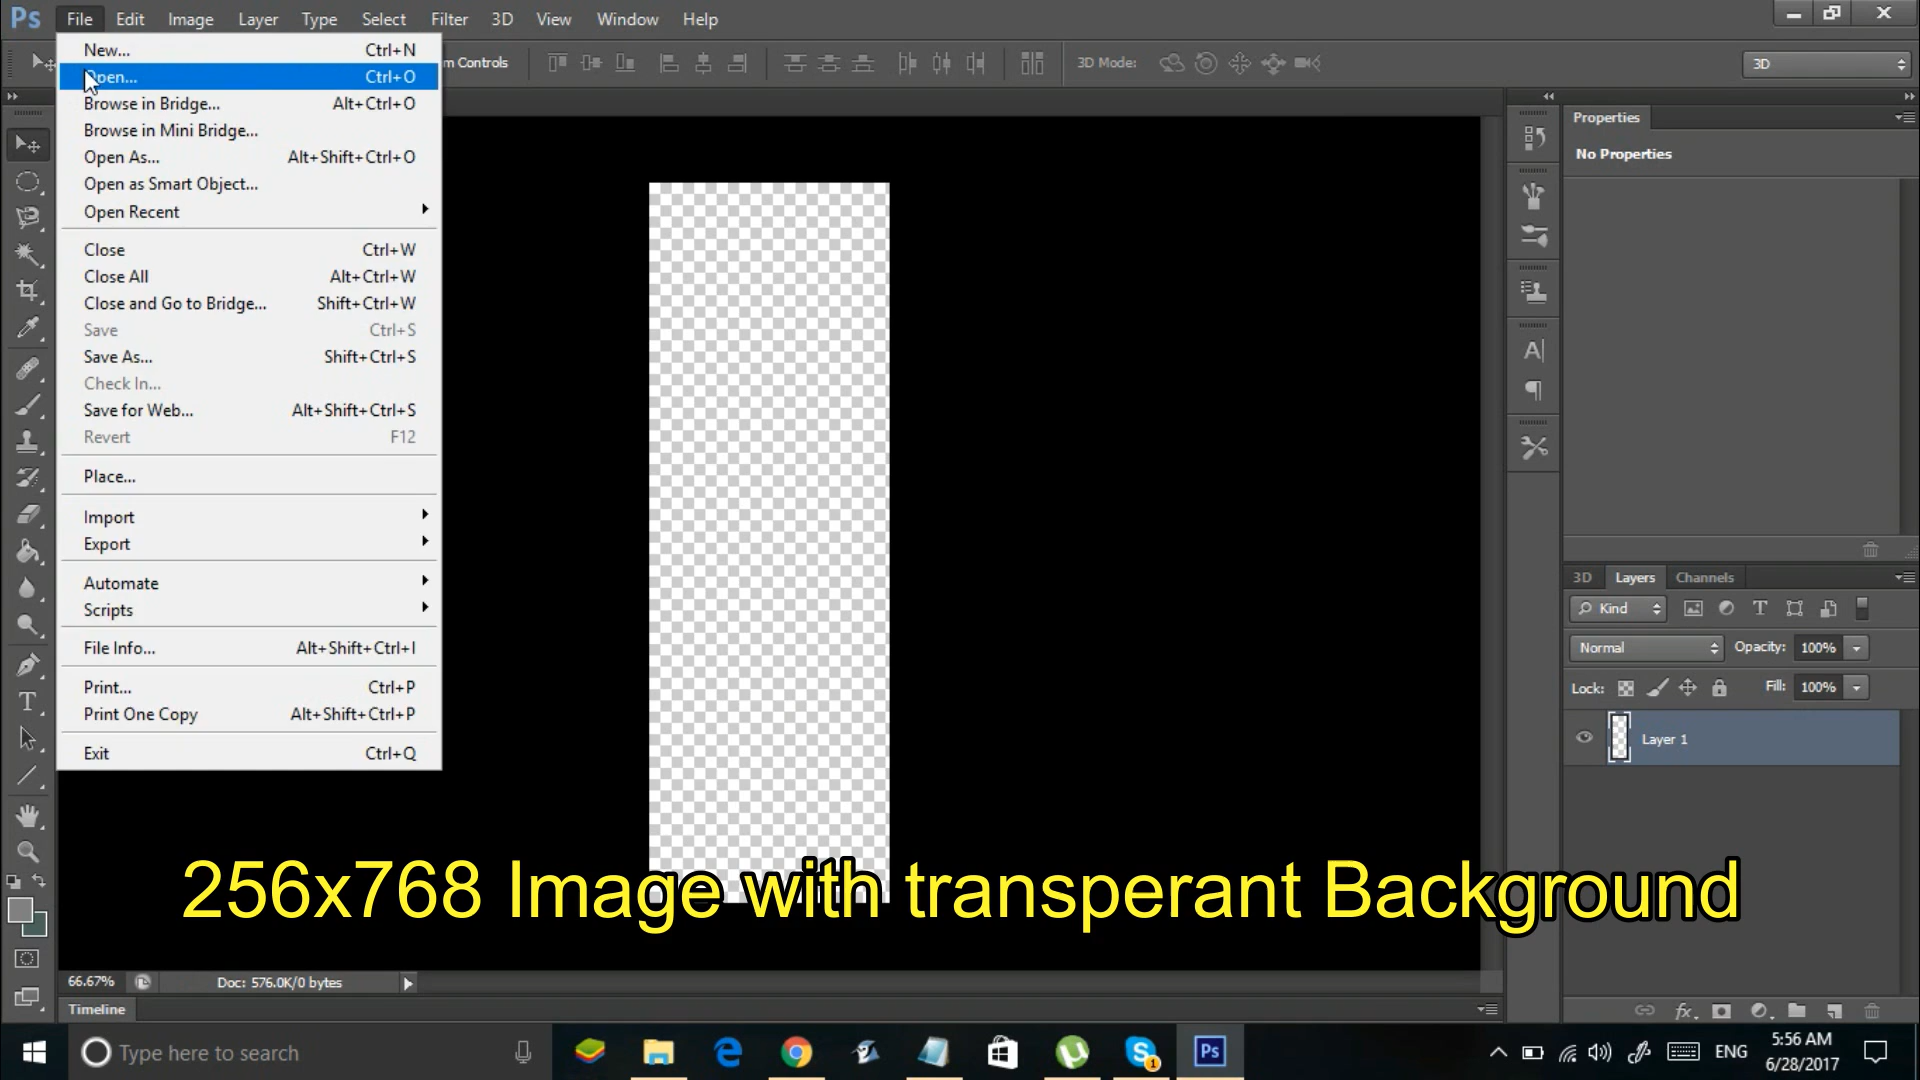 Ps File Edit Image Layer Type Select Filter 3D View Window Help
m Controls 3D Mode: 3D
New... Ctrl+N
Open... Ctrl+O
Browse in Bridge... Alt+Ctrl+O
Browse in Mini Bridge...
Open As... Alt+Shift+Ctrl+O
Open as Smart Object...
Open Recent
Close Ctrl+W
Close All Alt+Ctrl+W
Close and Go to Bridge... Shift+Ctrl+W
Save Ctrl+S
Save As... Shift+Ctrl+S
Check In...
Save for Web... Alt+Shift+Ctrl+S
Revert F12
Place...
Import
Export
Automate
Scripts
File Info... Alt+Shift+Ctrl+I
Print... Ctrl+P
Print One Copy Alt+Shift+Ctrl+P
Exit Ctrl+Q
Properties
No Properties
3D Layers Channels
Kind
Normal Opacity: 100%
Lock: Fill: 100%
Layer 1
256x768 Image with transperant Background
66.67% Doc: 576.0K/0 bytes
Timeline
Type here to search
1
Ps
ENG
5:56 AM
6/28/2017